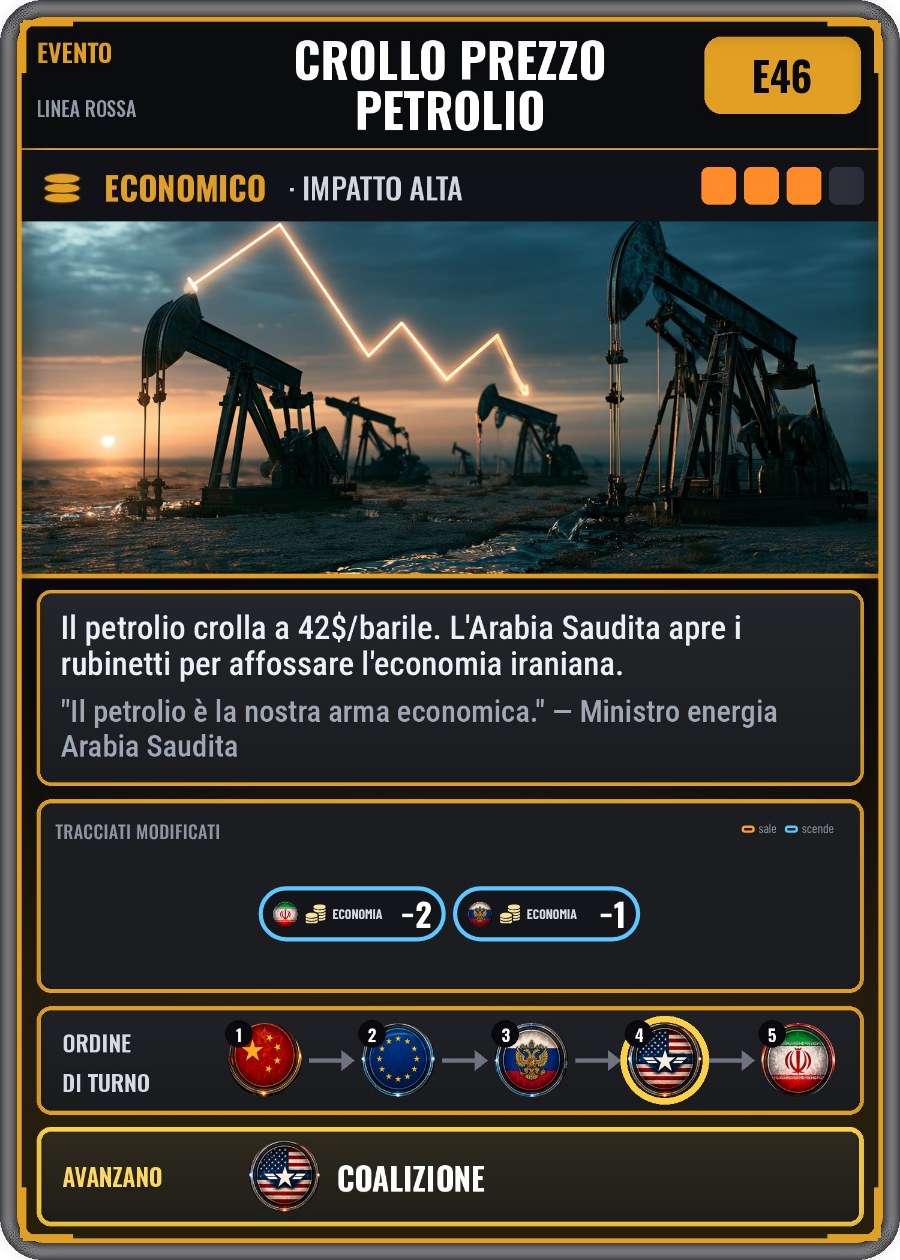 EVENTO
LINEA ROSSA
CROLLO PREZZO
PETROLIO
E46
ECONOMICO · IMPATTO ALTA
Il petrolio crolla a 42$/barile. L'Arabia Saudita apre i
rubinetti per affossare l'economia iraniana.
"Il petrolio è la nostra arma economica." — Ministro energia
Arabia Saudita
TRACCIATI MODIFICATI
sale scende
ECONOMIA -2 ECONOMIA -1
ORDINE
DI TURNO
1 2 3 4 5
AVANZANO COALIZIONE